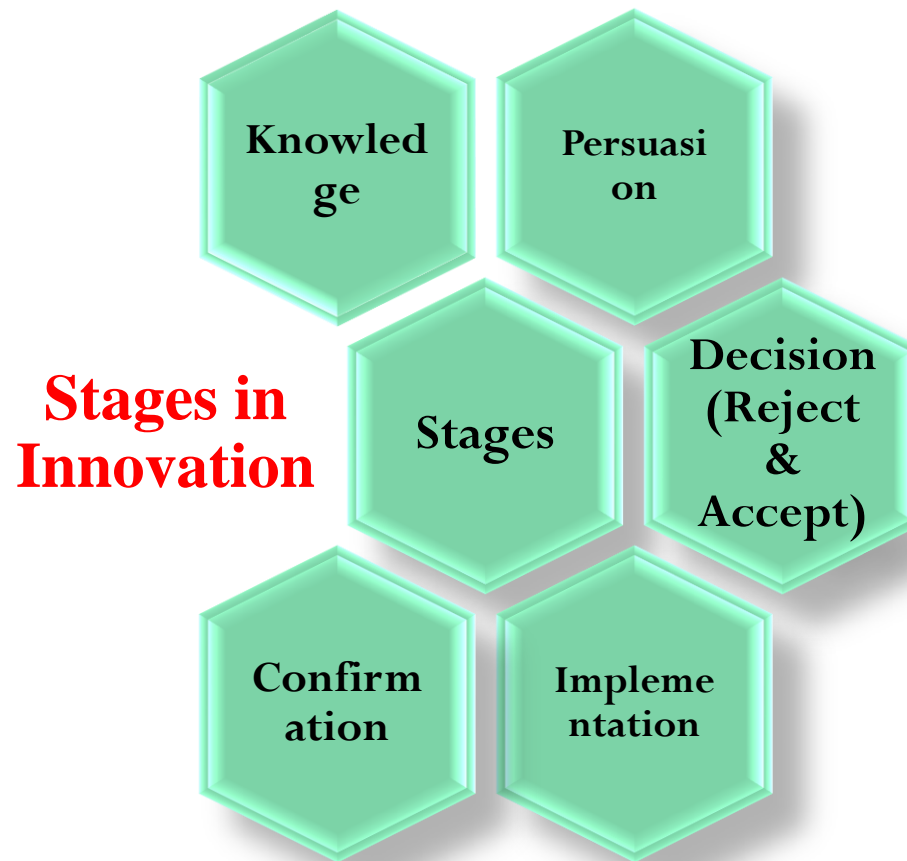 Knowled
ge
Persuasi
on
Stages in
Innovation
Stages
Decision
(Reject
&
Accept)
Confirm
ation
Impleme
ntation